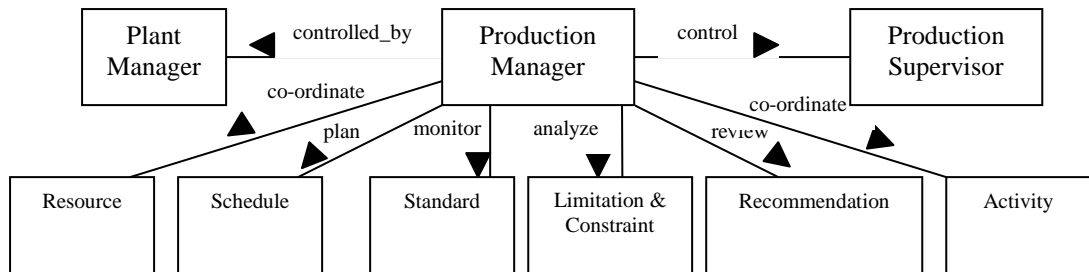 Plant
Manager
controlled_by
Production
Manager
control
Production
Supervisor
co-ordinate
plan
monitor
analyze
review
co-ordinate
Resource
Schedule
Standard
Limitation &
Constraint
Recommendation
Activity